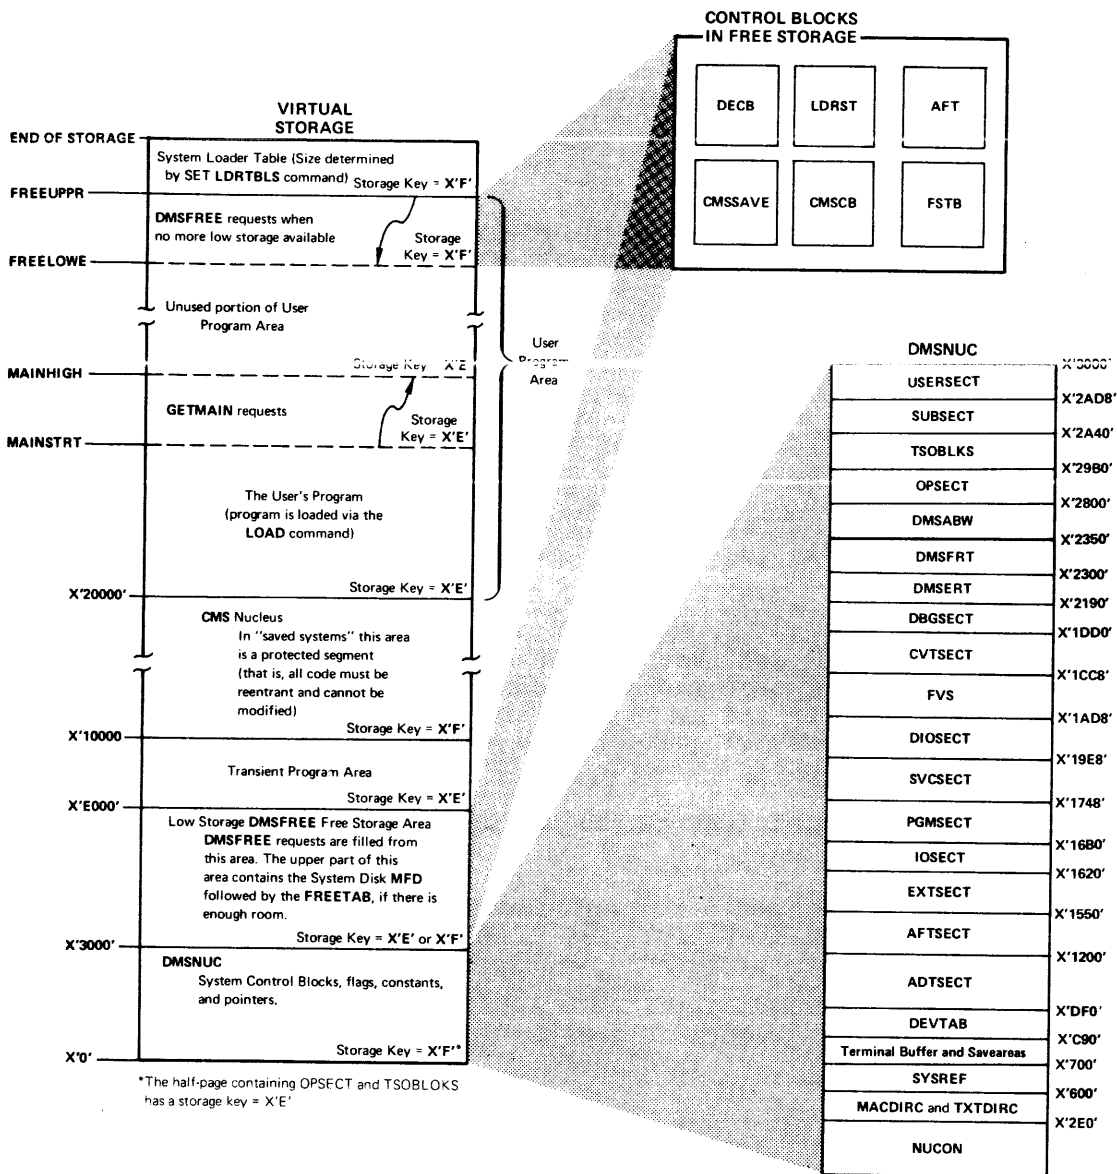 CONTROL BLOCKS
IN FREE STORAGE
DECB
LDRST
AFT
CMSSAVE
CMSCB
FSTB
VIRTUAL
STORAGE
END OF STORAGE
System Loader Table (Size determined
by SET LDRTBLS command)
Storage Key = X'F'
FREEUPPR
DMSFREE requests when
no more low storage available
Storage
Key = X'F'
FREELOWE
Unused portion of User
Program Area
User
Program
Area
Storage Key X'E
MAINHIGH
GETMAIN requests
Storage
Key = X'E'
MAINSTRT
The User's Program
(program is loaded via the
LOAD command)
Storage Key = X'E'
X'20000'
CMS Nucleus
In "saved systems" this area
is a protected segment
(that is, all code must be
reentrant and cannot be
modified)
Storage Key = X'F'
X'10000
Transient Program Area
Storage Key = X'E'
X'E000'
Low Storage DMSFREE Free Storage Area
DMSFREE requests are filled from
this area. The upper part of this
area contains the System Disk MFD
followed by the FREETAB, if there is
enough room.
Storage Key = X'E' or X'F'
X'3000'
DMSNUC
System Control Blocks, flags, constants,
and pointers.
Storage Key = X'F'*
X'0'
*The half-page containing OPSECT and TSOBLOKS
has a storage key = X'E'
DMSNUC
X'3000'
USERSECT
X'2AD8'
SUBSECT
X'2A40'
TSOBLKS
X'29B0'
OPSECT
X'2800'
DMSABW
X'2350'
DMSFRT
X'2300'
DMSERT
X'2190'
DBGSECT
X'1DD0'
CVTSECT
X'1CC8'
FVS
X'1AD8'
DIOSECT
X'19E8'
SVCSECT
X'1748'
PGMSECT
X'16B0'
IOSECT
X'1620'
EXTSECT
X'1550'
AFTSECT
X'1200'
ADTSECT
X'DF0'
DEVTAB
X'C90'
Terminal Buffer and Saveareas
X'700'
SYSREF
X'600'
MACDIRC and TXTDIRC
X'2E0'
NUCON